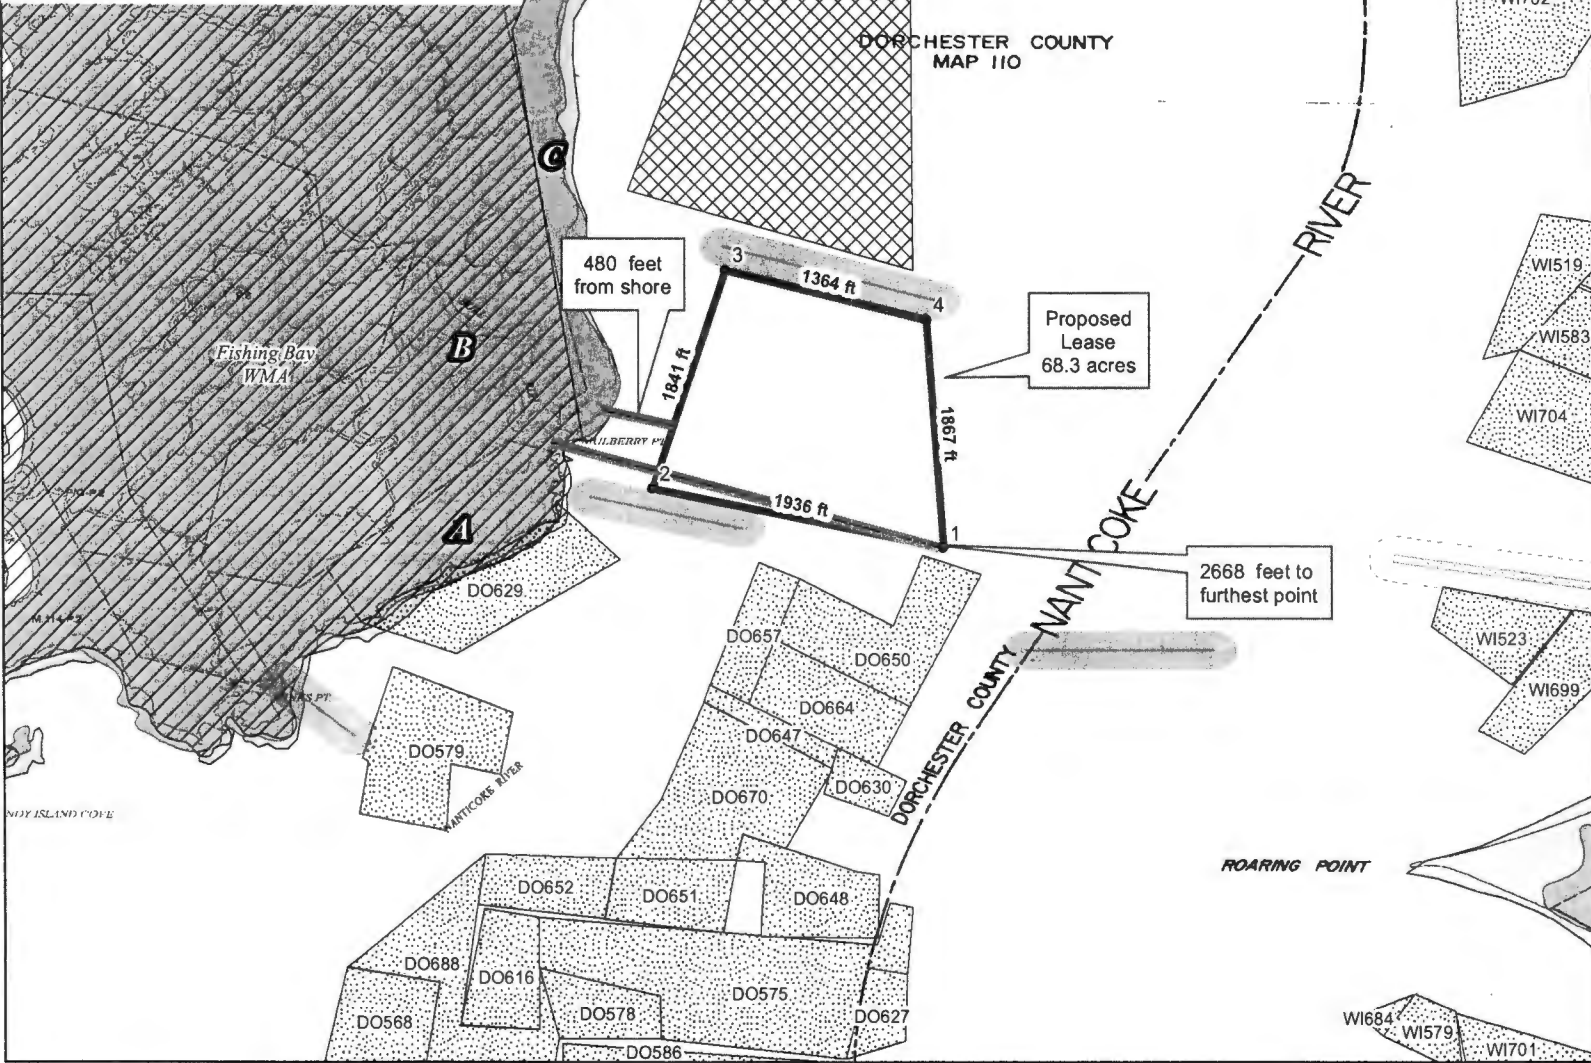 WI702
DORCHESTER COUNTY
MAP 110
C
RIVER
480 feet
from shore
3
1364 ft
4
WI519
Proposed
Lease
68.3 acres
WI583
B
Fishing Bay
WMA
1841 ft
1867 ft
WI704
2
1936 ft
1
A
NANTICOKE
2668 feet to
furthest point
DO629
DO657
DO650
WI523
DORCHESTER COUNTY
WI699
DO664
DO647
DO579
DO630
DO670
NANTICOKE RIVER
ISLAND COVE
ROARING POINT
DO652
DO651
DO648
DO688
DO616
DO575
DO578
DO568
DO627
WI684
WI579
WI701
DO586